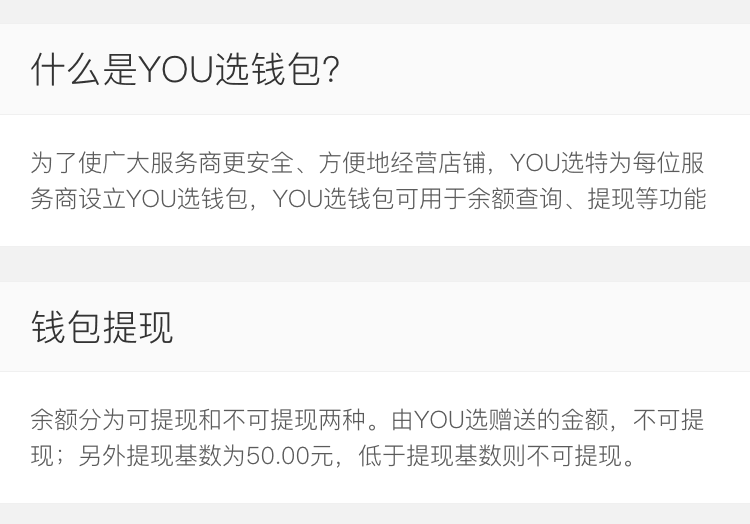 什么是YOU选钱包？
为了使广大服务商更安全、方便地经营店铺，YOU选特为每位服
务商设立YOU选钱包，YOU选钱包可用于余额查询、提现等功能
钱包提现
余额分为可提现和不可提现两种。由YOU选赠送的金额，不可提
现；另外提现基数为50.00元，低于提现基数则不可提现。